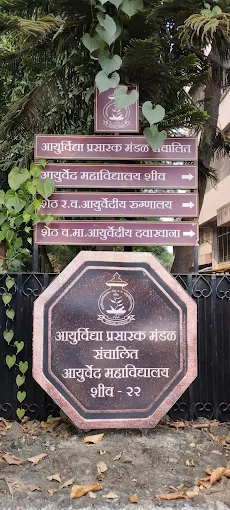 आयुर्विद्या प्रसारक मंडळ संचालित
आयुर्वेद महाविद्यालय शीव →
शेठ र.व.आयुर्वेदीय रुग्णालय →
शेठ व.मा.आयुर्वेदीय दवाखाना →
आयुर्विद्या प्रसारक मंडळ
संचालित
आयुर्वेद महाविद्यालय
शीव - २२